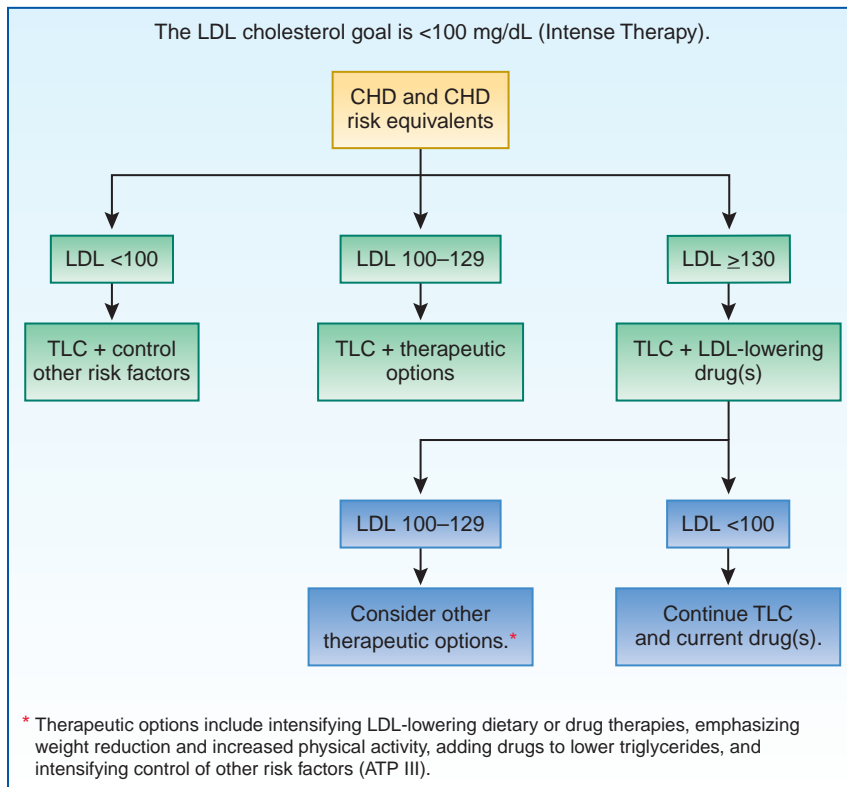 The LDL cholesterol goal is <100 mg/dL (Intense Therapy).
CHD and CHD
risk equivalents
LDL <100
LDL 100–129
LDL ≥130
TLC + control
other risk factors
TLC + therapeutic
options
TLC + LDL-lowering
drug(s)
LDL 100–129
LDL <100
Consider other
therapeutic options.*
Continue TLC
and current drug(s).
* Therapeutic options include intensifying LDL-lowering dietary or drug therapies, emphasizing
weight reduction and increased physical activity, adding drugs to lower triglycerides, and
intensifying control of other risk factors (ATP III).